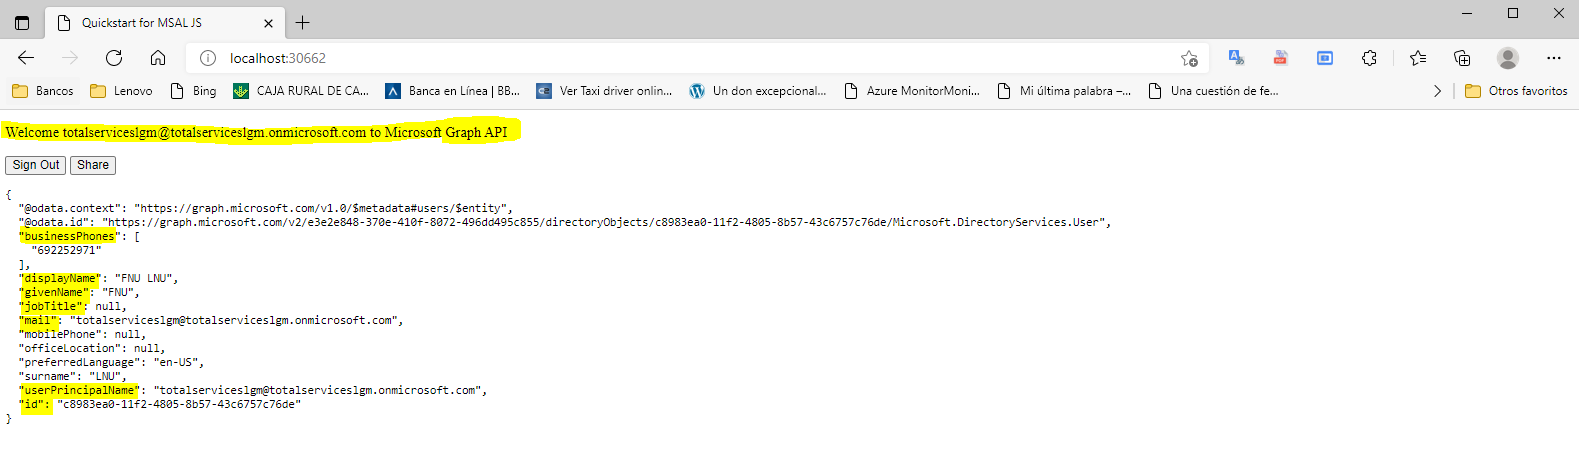 Quickstart for MSAL JS
localhost:30662
Bancos Lenovo Bing CAJA RURAL DE CA... Banca en Línea | BB... Ver Taxi driver onlin... Un don excepcional... Azure MonitorMoni... Mi última palabra –... Una cuestión de fe... Otros favoritos
Welcome totalserviceslgm@totalserviceslgm.onmicrosoft.com to Microsoft Graph API
Sign Out Share
{
"@odata.context": "https://graph.microsoft.com/v1.0/$metadata#users/$entity",
"@odata.id": "https://graph.microsoft.com/v2/e3e2e848-370e-410f-8072-496dd495c855/directoryObjects/c8983ea0-11f2-4805-8b57-43c6757c76de/Microsoft.DirectoryServices.User",
"businessPhones": [
"692252971"
],
"displayName": "FNU LNU",
"givenName": "FNU",
"jobTitle": null,
"mail": "totalserviceslgm@totalserviceslgm.onmicrosoft.com",
"mobilePhone": null,
"officeLocation": null,
"preferredLanguage": "en-US",
"surname": "LNU",
"userPrincipalName": "totalserviceslgm@totalserviceslgm.onmicrosoft.com",
"id": "c8983ea0-11f2-4805-8b57-43c6757c76de"
}